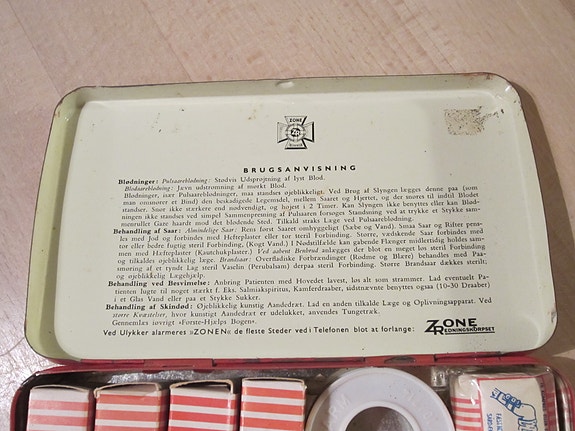 ZONE
BRUGSANVISNING
Blødninger: Pulsaareblødning: Stødvis Udsprøjtning af lyst Blod.
Blodaareblødning: Jævn udstrømning af mørkt Blod.
Blødninger, især Pulsaareblødninger, maa standses øjeblikkeligt. Ved Brug af Slyngen lægges denne paa (som
man omsnører et Bind) den beskadigede Legemsdel, mellem Saaret og Hjertet, og der snøres til indtil Blodet
standser. Snør ikke stærkere end nødvendigt, og højest i 2 Timer. Kan Slyngen ikke benyttes eller kan Blod-
ningen ikke standses ved simpel Sammenpresning af Pulsaaren forsøges Standsning ved at trykke et Stykke sam-
menrullet Gaze haardt mod det blødende Sted. Tilkald straks Læge ved Pulsaareblødning.
Behandling af Saar: Almindelige Saar: Rens først Saaret omhyggeligt (Sæbe og Vand). Smaa Saar og Rifter pens-
les med Jod og forbindes med Hefteplaster eller tor steril Forbindning. Større, vædskende Saar forbindes med
tor eller bedre fugtig steril Forbinding, (Kogt Vand.) I Nødstilfælde kan gabende Flænger midlertidig holdes sam-
men med Hefteplaster (Kautchukplaster.) Ved aabent Benbrud anlægges der blot en meget løs steril Forbinding
og tilkaldes øjeblikkelig læge. Brandsaar: Overfladiske Forbrændinger (Rødme og Blære) behandles med Paa-
smøring af et tyndt Lag steril Vaselin (Perubalsam) derpaa steril Forbinding. Større Brandsaar dækkes sterilt;
og øjeblikkelig Lægehjælp.
Behandling ved Besvimelse: Anbring Patienten med Hovedet lavest, løs alt som strammer. Lad eventuelt Pa-
tienten lugte til noget stærkt f. Eks. Salmiakspiritus, Kamferdraaber, sidstnævnte benyttes ogsaa (10-30 Draaber)
i et Glas Vand eller paa et Stykke Sukker.
Behandling af Skindød: Øjeblikkelig kunstig Aandedræt. Lad en anden tilkalde Læge og Oplivningsapparat. Ved
større Kvæstelser, hvor kunstigt Aandedræt er udelukket, anvendes Tungetræk.
Gennemlæs iøvrigt »Første-Hjælps Bogen«.
Ved Ulykker alarmeres »ZONEN« de fleste Steder ved i Telefonen blot at forlange:
ZONE
REDNINGSKORPSET